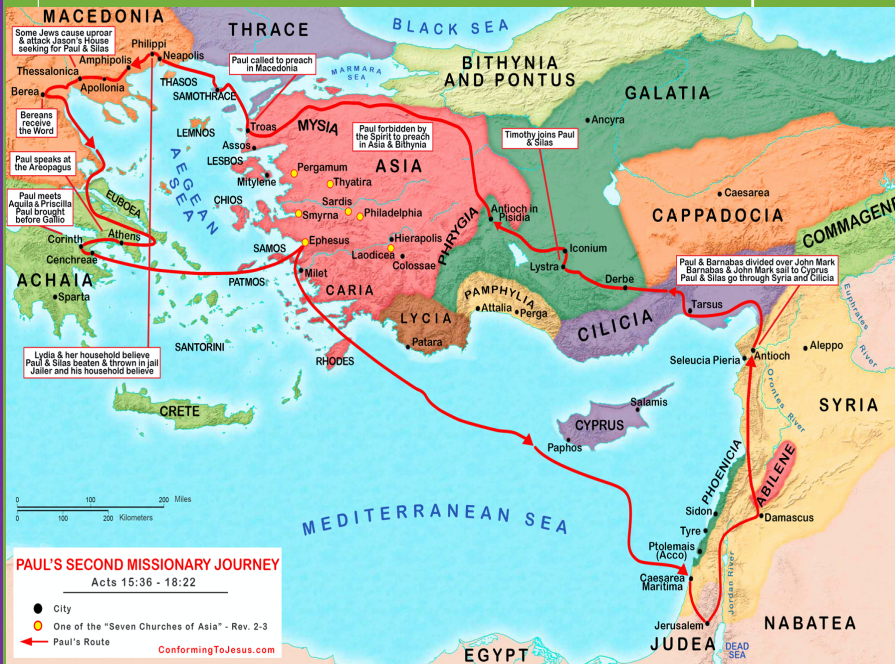 MACEDONIA
THRACE
BLACK SEA
Some Jews cause uproar
& attack Jason's House
seeking for Paul & Silas
Philippi
Neapolis
Amphipolis
Thessalonica
Apollonia
Berea
THASOS
SAMOTHRACE
Paul called to preach
in Macedonia
MARMARA
SEA
BITHYNIA
AND PONTUS
GALATIA
Ancyra
Bereans
receive
the Word
LEMNOS
Troas
Assos
LESBOS
Mitylene
MYSIA
Paul forbidden by
the Spirit to preach
in Asia & Bithynia
ASIA
Timothy joins Paul
& Silas
Paul speaks at
the Areopagus
AEGEAN
SEA
Pergamum
Thyatira
Sardis
Smyrna
Philadelphia
CHIOS
EUBOEA
Paul meets
Aquila & Priscilla
Paul brought
before Gallio
Corinth
Athens
Cenchreae
SAMOS
Ephesus
Hierapolis
Laodicea
Colossae
PHRYGIA
Antioch in
Pisidia
Iconium
Lystra
Derbe
Caesarea
CAPPADOCIA
COMMAGENE
ACHAIA
Sparta
PATMOS
Milet
CARIA
LYCIA
Patara
PAMPHYLIA
Attalia
Perga
CILICIA
Tarsus
Paul & Barnabas divided over John Mark
Barnabas & John Mark sail to Cyprus
Paul & Silas go through Syria and Cilicia
Euphrates
River
Lydia & her household believe
Paul & Silas beaten & thrown in jail
Jailer and his household believe
SANTORINI
RHODES
CRETE
Seleucia Pieria
Antioch
Aleppo
Orontes River
SYRIA
Salamis
CYPRUS
Paphos
PHOENICIA
ABILENE
Sidon
Damascus
Tyre
Ptolemais
(Acco)
Caesarea
Maritima
Jordan River
Jerusalem
JUDEA
DEAD
SEA
NABATEA
EGYPT
MEDITERRANEAN SEA
0 100 200 Miles
0 100 200 Kilometers
PAUL'S SECOND MISSIONARY JOURNEY
Acts 15:36 - 18:22
City
One of the "Seven Churches of Asia" - Rev. 2-3
Paul's Route
ConformingToJesus.com